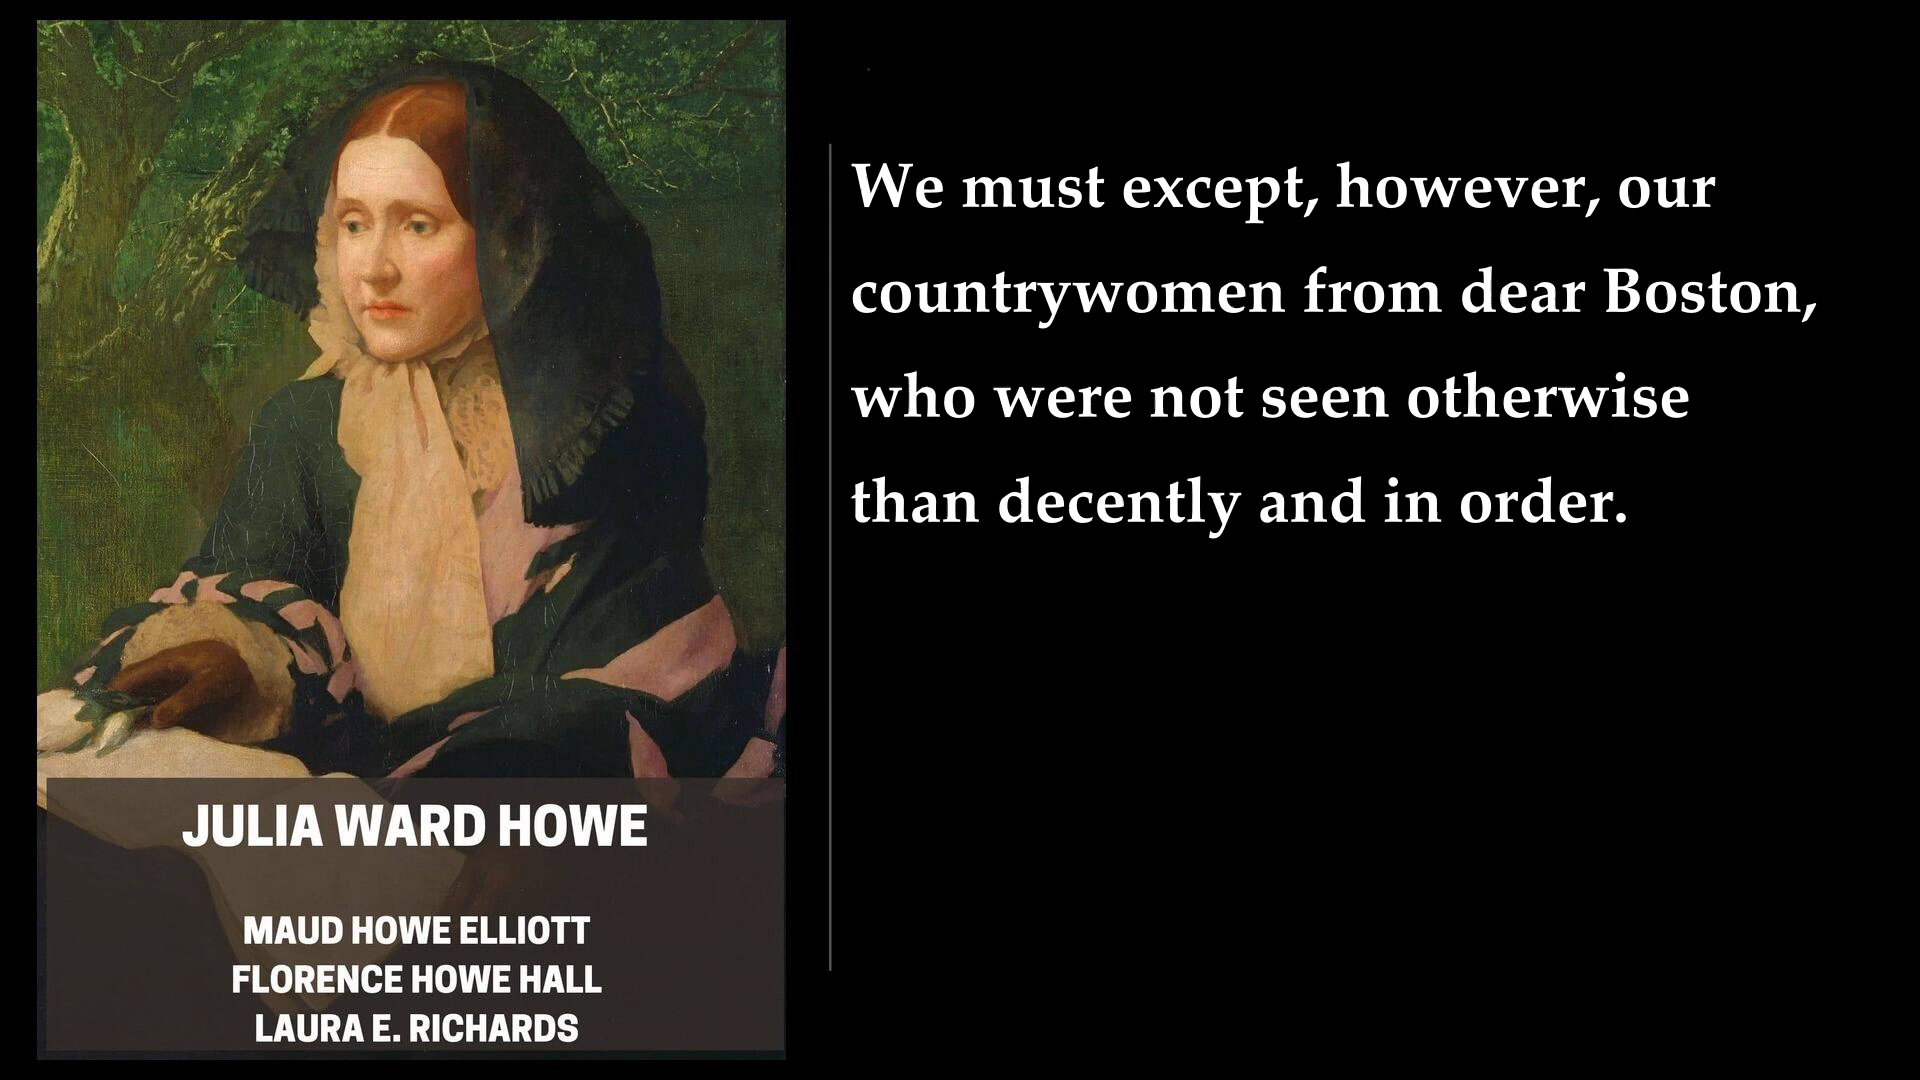 JULIA WARD HOWE
MAUD HOWE ELLIOTT
FLORENCE HOWE HALL
LAURA E. RICHARDS
We must except, however, our
countrywomen from dear Boston,
who were not seen otherwise
than decently and in order.